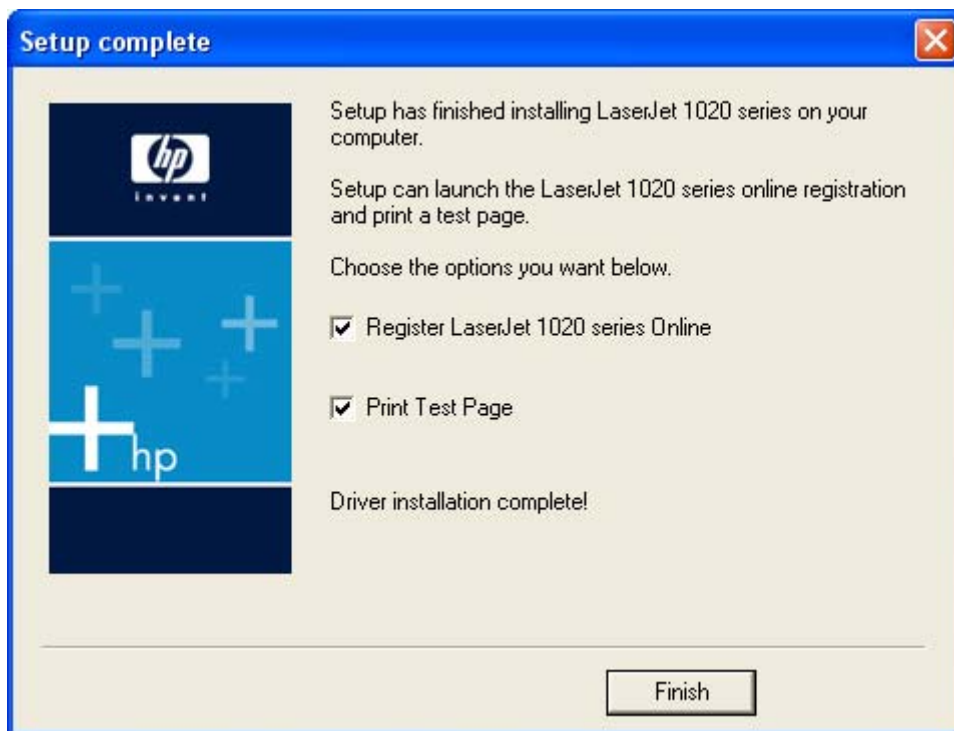 Setup complete
hp
invent
hp
Setup has finished installing LaserJet 1020 series on your
computer.
Setup can launch the LaserJet 1020 series online registration
and print a test page.
Choose the options you want below.
Register LaserJet 1020 series Online
Print Test Page
Driver installation complete!
Finish